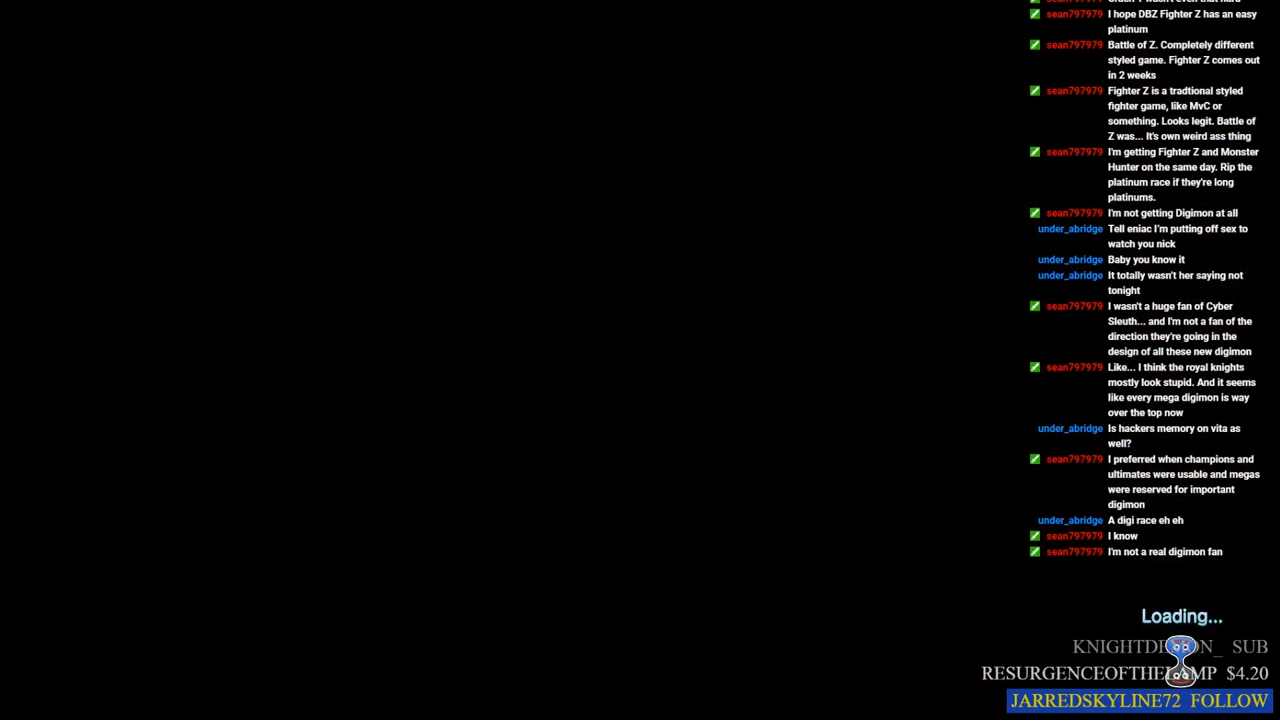 sean797979 I hope DBZ Fighter Z has an easy
platinum
sean797979 Battle of Z. Completely different
styled game. Fighter Z comes out
in 2 weeks
sean797979 Fighter Z is a tradtional styled
fighter game, like MvC or
something. Looks legit. Battle of
Z was... It's own weird ass thing
sean797979 I'm getting Fighter Z and Monster
Hunter on the same day. Rip the
platinum race if they're long
platinums.
sean797979 I'm not getting Digimon at all
under_abridge Tell eniac I'm putting off sex to
watch you nick
under_abridge Baby you know it
under_abridge It totally wasn't her saying not
tonight
sean797979 I wasn't a huge fan of Cyber
Sleuth... and I'm not a fan of the
direction they're going in the
design of all these new digimon
sean797979 Like... I think the royal knights
mostly look stupid. And it seems
like every mega digimon is way
over the top now
under_abridge Is hackers memory on vita as
well?
sean797979 I preferred when champions and
ultimates were usable and megas
were reserved for important
digimon
under_abridge A digi race eh eh
sean797979 I know
sean797979 I'm not a real digimon fan
Loading...
SUB
$4.20
JARREDSKYLINE72 FOLLOW